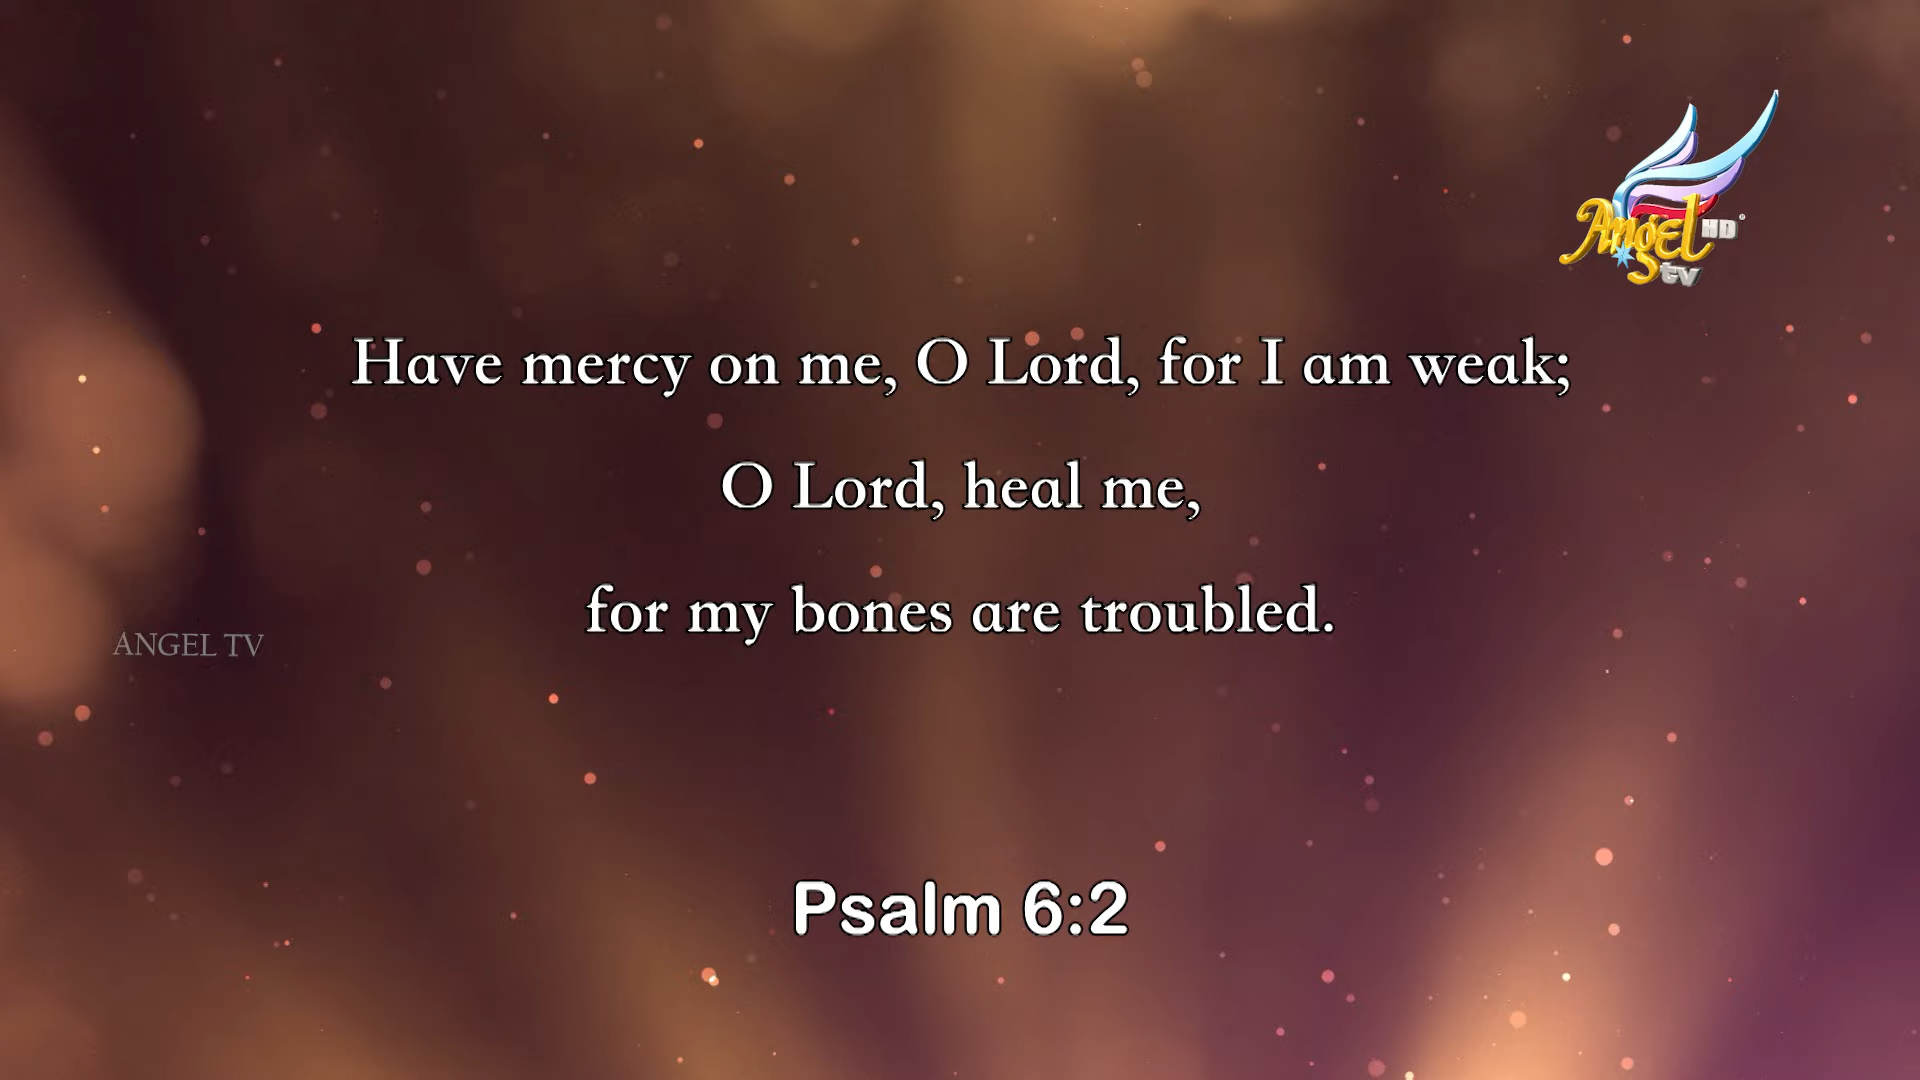 Angel HD
tv
Have mercy on me, O Lord, for I am weak;
O Lord, heal me,
for my bones are troubled.
ANGEL TV
Psalm 6:2